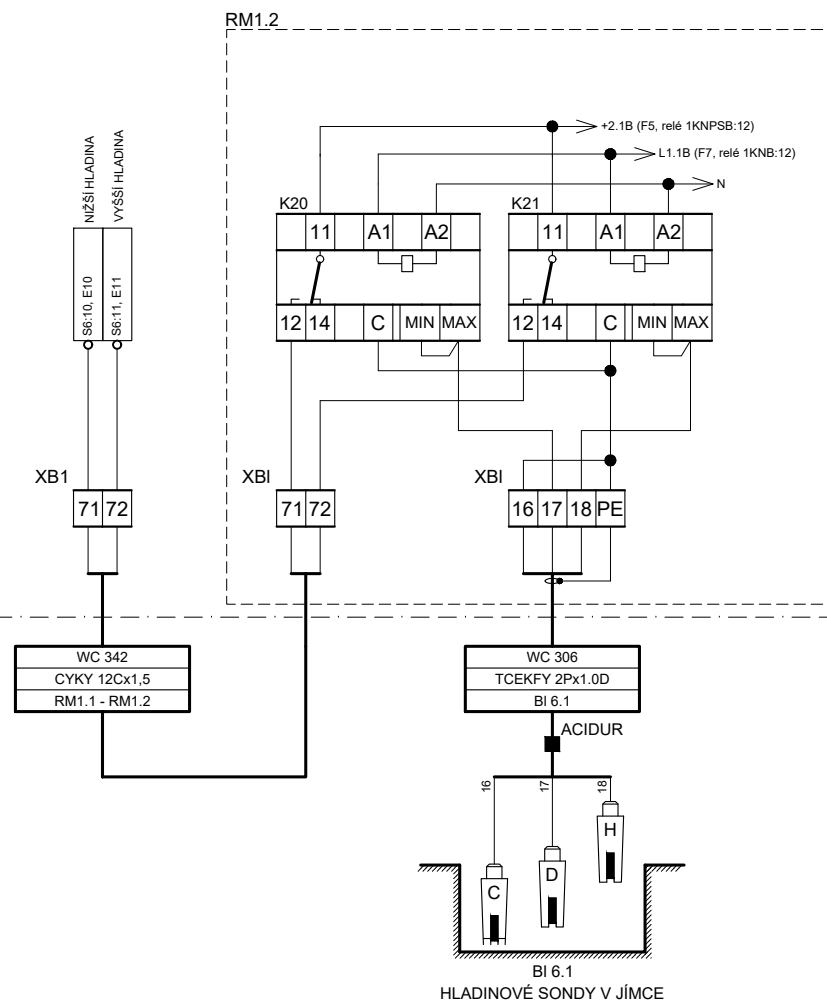 RM1.2
+2.1B (F5, relé 1KNPSB:12)
L1.1B (F7, relé 1KNB:12)
N
NIŽŠÍ HLADINA
VYŠŠÍ HLADINA
S6:10, E10
S6:11, E11
K20
11 A1 A2
12 14 C MIN MAX
K21
11 A1 A2
12 14 C MIN MAX
XB1
71 72
XBI
71 72
XBI
16 17 18 PE
WC 342
CYKY 12Cx1,5
RM1.1 - RM1.2
WC 306
TCEKFY 2Px1.0D
BI 6.1
ACIDUR
16
17
18
C
D
H
BI 6.1
HLADINOVÉ SONDY V JÍMCE